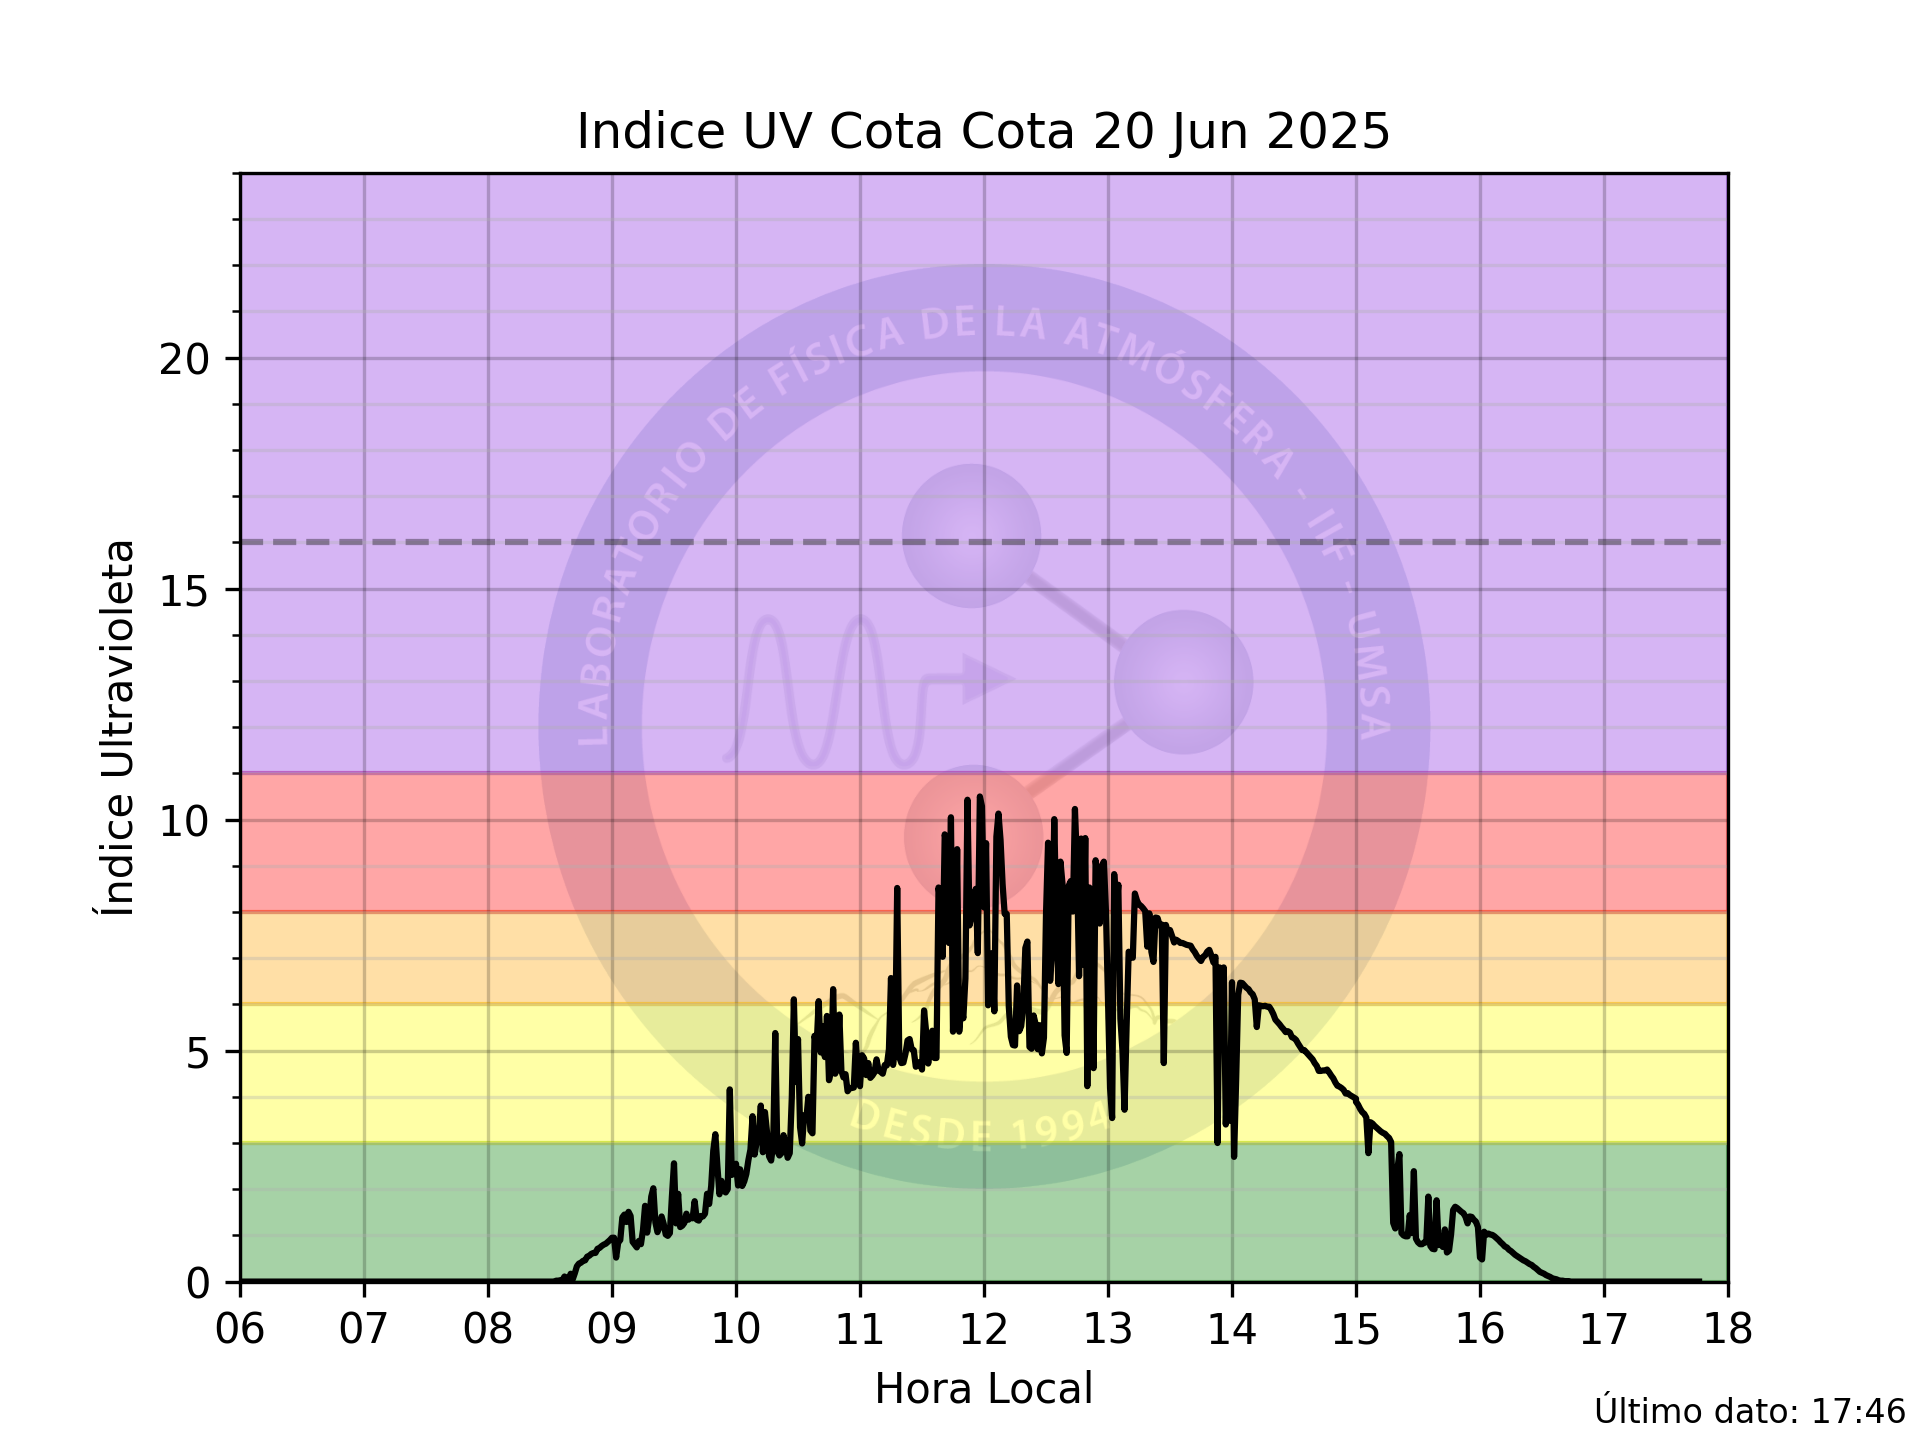 Indice UV Cota Cota 20 Jun 2025
LABORATORIO DE FÍSICA DE LA ATMÓSFERA - IIF - UMSA
DESDE 1994
Índice Ultravioleta
20
15
10
5
0
06 07 08 09 10 11 12 13 14 15 16 17 18
Hora Local
Último dato: 17:46